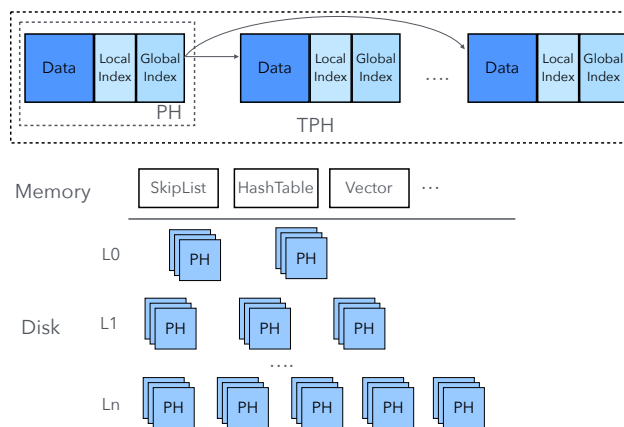 Data Local Index Global Index Data Local Index Global Index .... Data Local Index Global Index
PH
TPH
Memory SkipList HashTable Vector ...
L0 PH PH
Disk L1 PH PH PH
....
Ln PH PH PH PH PH